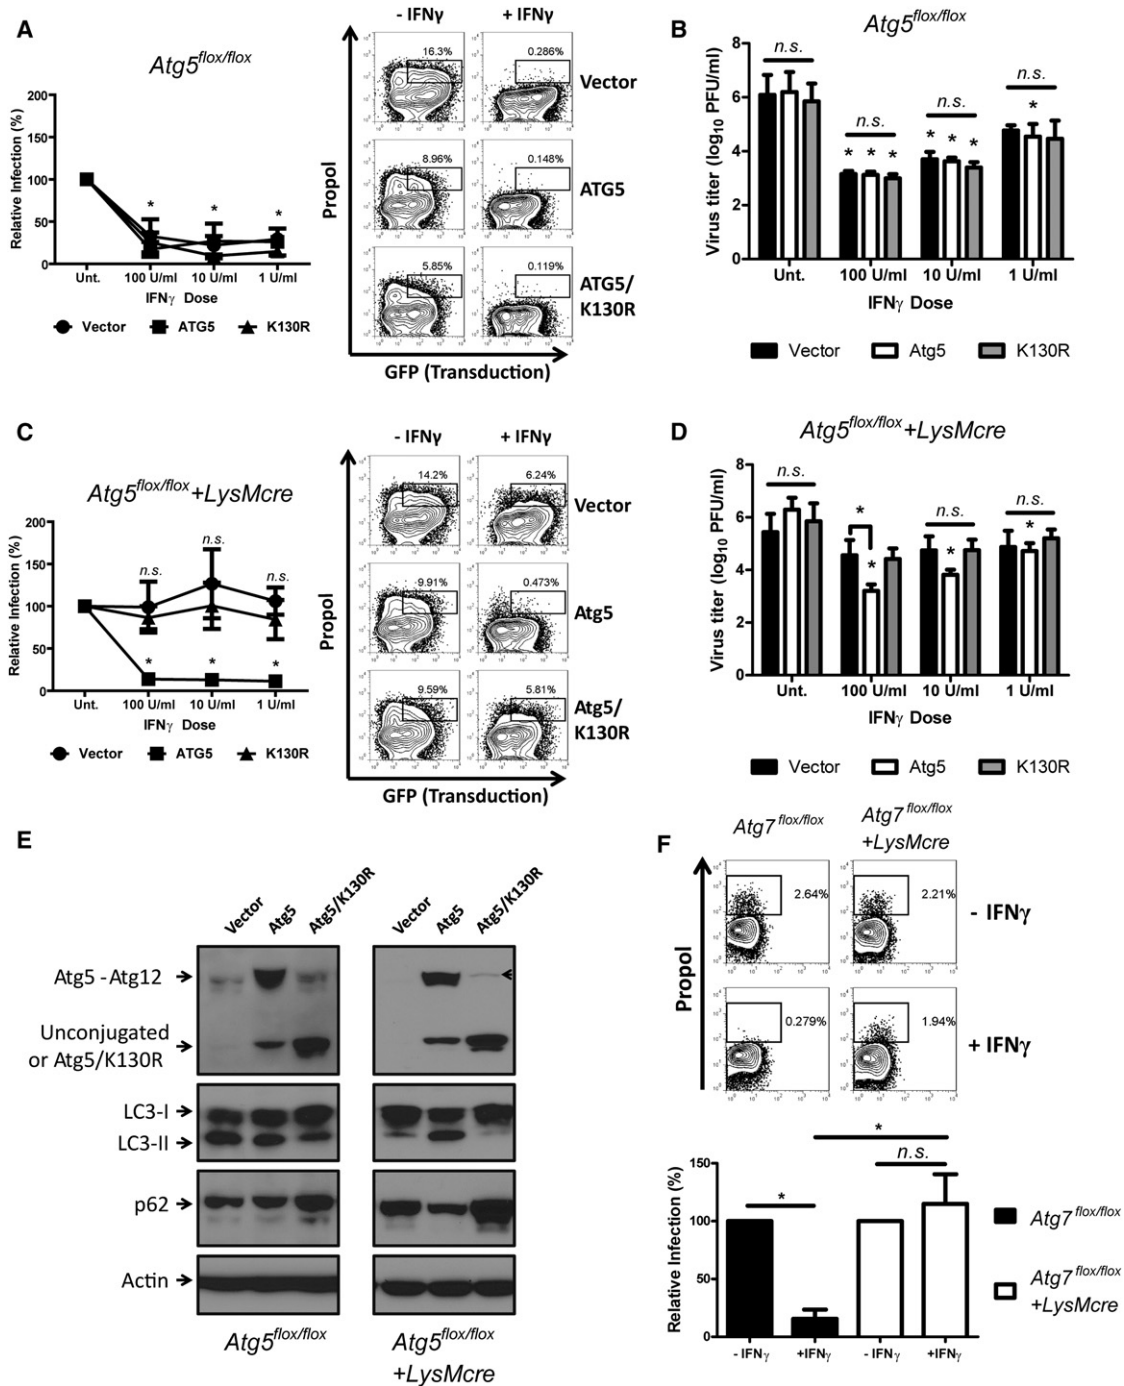 A
Atg5flox/flox
Relative Infection (%)
200
150
100
50
0
Unt.
100 U/ml
10 U/ml
1 U/ml
*
*
*
IFNγ Dose
Vector
ATG5
K130R
- IFNγ
+ IFNγ
16.3%
0.286%
Vector
8.96%
0.148%
ATG5
5.85%
0.119%
ATG5/
K130R
Propol
GFP (Transduction)
B
Atg5flox/flox
Virus titer (log10 PFU/ml)
8
6
4
2
0
n.s.
n.s.
n.s.
n.s.
* * *
* * *
*
Unt.
100 U/ml
10 U/ml
1 U/ml
IFNγ Dose
Vector
Atg5
K130R
C
Atg5flox/flox+LysMcre
Relative Infection (%)
200
150
100
50
0
n.s.
n.s.
n.s.
*
*
*
Unt.
100 U/ml
10 U/ml
1 U/ml
IFNγ Dose
Vector
ATG5
K130R
- IFNγ
+ IFNγ
14.2%
6.24%
Vector
9.91%
0.473%
Atg5
9.59%
5.81%
Atg5/
K130R
Propol
GFP (Transduction)
D
Atg5flox/flox+LysMcre
Virus titer (log10 PFU/ml)
8
6
4
2
0
n.s.
*
*
n.s.
*
n.s.
*
Unt.
100 U/ml
10 U/ml
1 U/ml
IFNγ Dose
Vector
Atg5
K130R
E
Vector
Atg5
Atg5/K130R
Vector
Atg5
Atg5/K130R
Atg5 - Atg12
Unconjugated
or Atg5/K130R
LC3-I
LC3-II
p62
Actin
Atg5flox/flox
Atg5flox/flox
+LysMcre
F
Atg7flox/flox
Atg7flox/flox
+LysMcre
Propol
2.64%
2.21%
- IFNγ
0.279%
1.94%
+ IFNγ
Relative Infection (%)
150
100
50
0
*
*
n.s.
- IFNγ
+IFNγ
- IFNγ
+IFNγ
Atg7flox/flox
Atg7flox/flox
+LysMcre